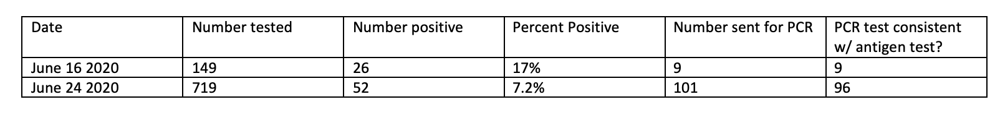 Date Number tested Number positive Percent Positive Number sent for PCR PCR test consistent
w/ antigen test?
June 16 2020 149 26 17% 9 9
June 24 2020 719 52 7.2% 101 96